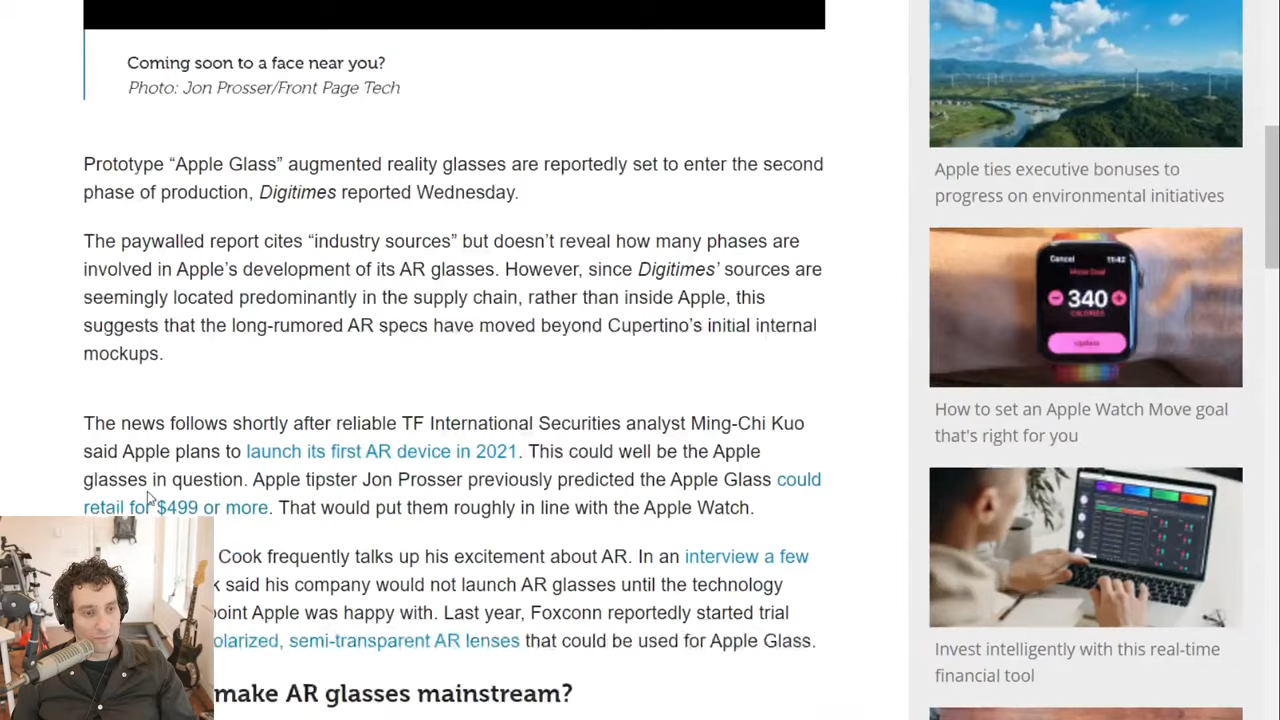 Coming soon to a face near you?
Photo: Jon Prosser/Front Page Tech
Prototype “Apple Glass” augmented reality glasses are reportedly set to enter the second
phase of production, Digitimes reported Wednesday.
The paywalled report cites “industry sources” but doesn’t reveal how many phases are
involved in Apple’s development of its AR glasses. However, since Digitimes’ sources are
seemingly located predominantly in the supply chain, rather than inside Apple, this
suggests that the long-rumored AR specs have moved beyond Cupertino’s initial internal
mockups.
The news follows shortly after reliable TF International Securities analyst Ming-Chi Kuo
said Apple plans to launch its first AR device in 2021. This could well be the Apple
glasses in question. Apple tipster Jon Prosser previously predicted the Apple Glass could
retail for $499 or more. That would put them roughly in line with the Apple Watch.
Cook frequently talks up his excitement about AR. In an interview a few
k said his company would not launch AR glasses until the technology
point Apple was happy with. Last year, Foxconn reportedly started trial
olarized, semi-transparent AR lenses that could be used for Apple Glass.
make AR glasses mainstream?
Apple ties executive bonuses to
progress on environmental initiatives
Cancel 11:42
Move Goal
340
CALORIES
Update
How to set an Apple Watch Move goal
that's right for you
Invest intelligently with this real-time
financial tool